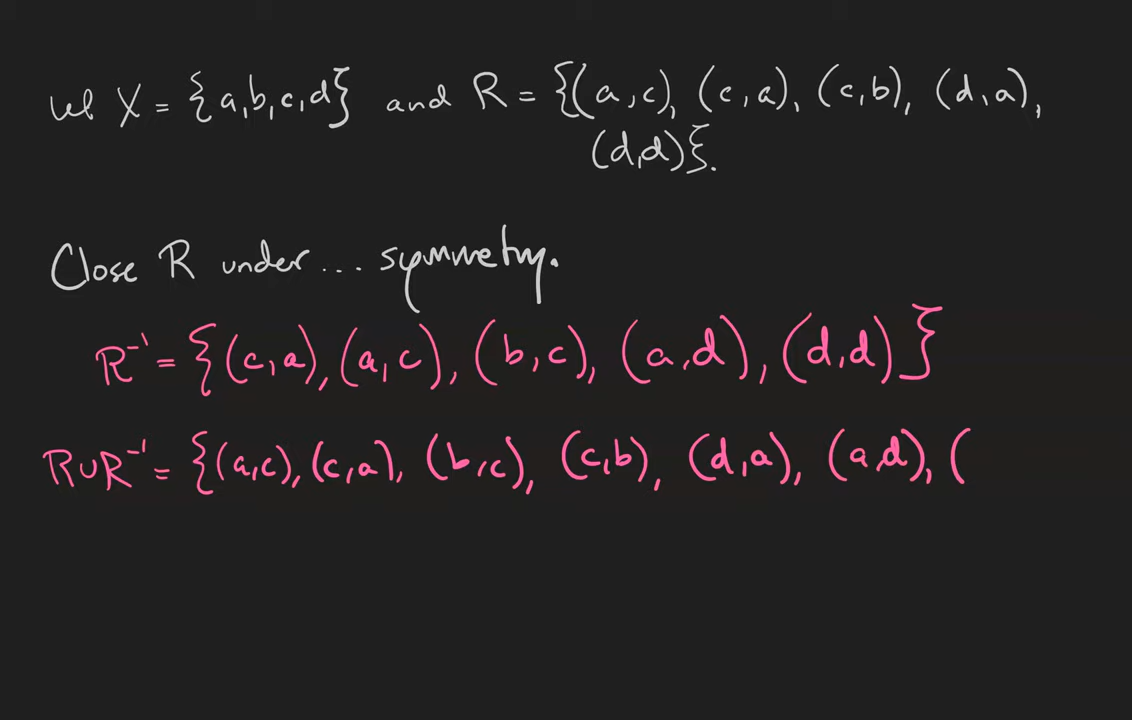 Let X = {a,b,c,d} and R = {(a,c), (c,a), (c,b), (d,a),
(d,d)}.
Close R under... symmetry.
R⁻¹ = {(c,a), (a,c), (b,c), (a,d), (d,d)}
R∪R⁻¹ = {(a,c), (c,a), (b,c), (c,b), (d,a), (a,d), (